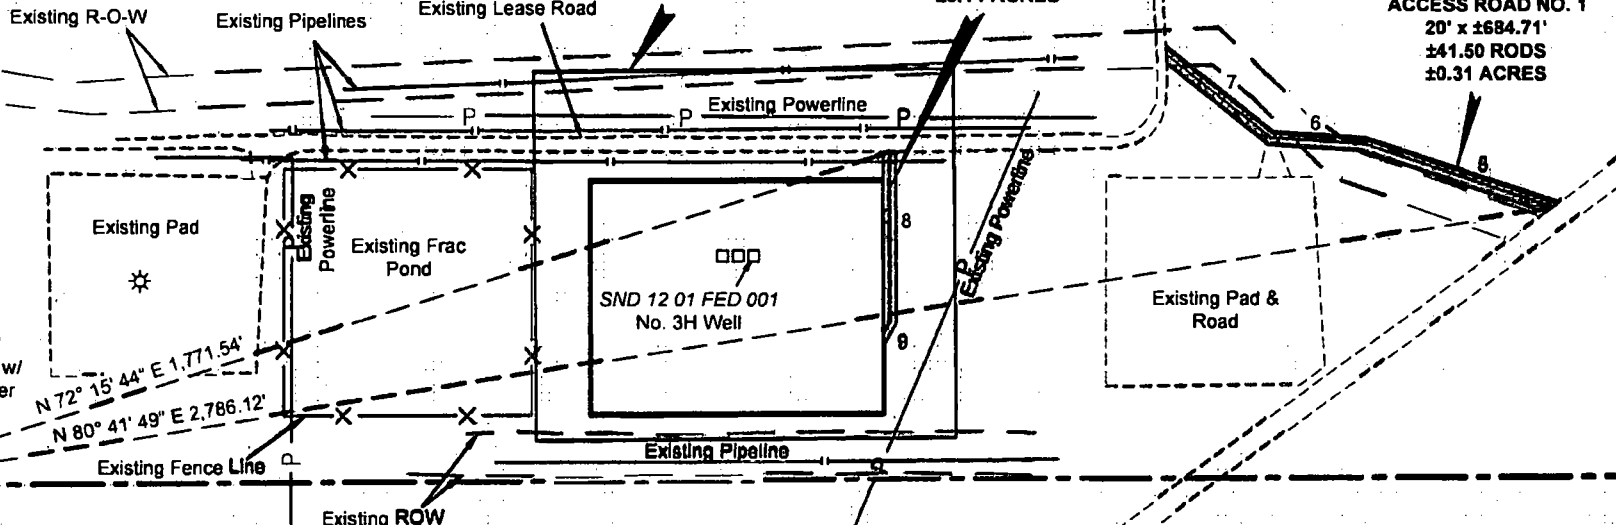 Existing R-O-W
Existing Pipelines
Existing Lease Road
ACRES
ACCESS ROAD NO. 1
20' x ±684.71'
±41.50 RODS
±0.31 ACRES
7
6
8
Existing Powerline
P
P
P
Existing Pad
Existing
Powerline
Existing Frac
Pond
SND 12 01 FED 001
No. 3H Well
8
9
P
Existing Powerline
Existing Pad &
Road
w/
er
N 72° 15' 44" E 1,771.54'
N 80° 41' 49" E 2,786.12'
Existing Fence Line
P
Existing Pipeline
Existing ROW